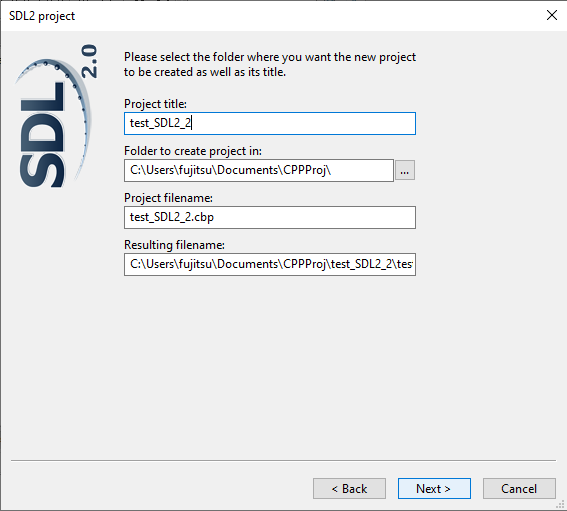 SDL2 project
SDL 2.0
Please select the folder where you want the new project
to be created as well as its title.
Project title:
test_SDL2_2
Folder to create project in:
C:\Users\fujitsu\Documents\CPPProj\
...
Project filename:
test_SDL2_2.cbp
Resulting filename:
C:\Users\fujitsu\Documents\CPPProj\test_SDL2_2\tes
< Back
Next >
Cancel